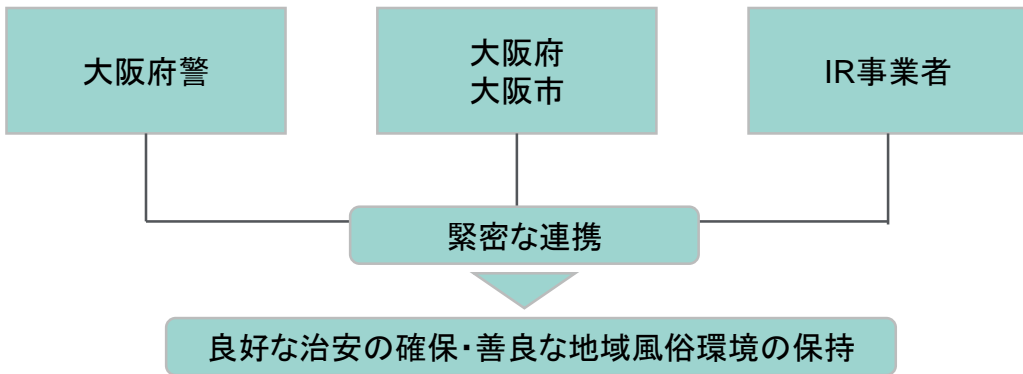 大阪府警
大阪府
大阪市
IR事業者
緊密な連携
良好な治安の確保・善良な地域風俗環境の保持